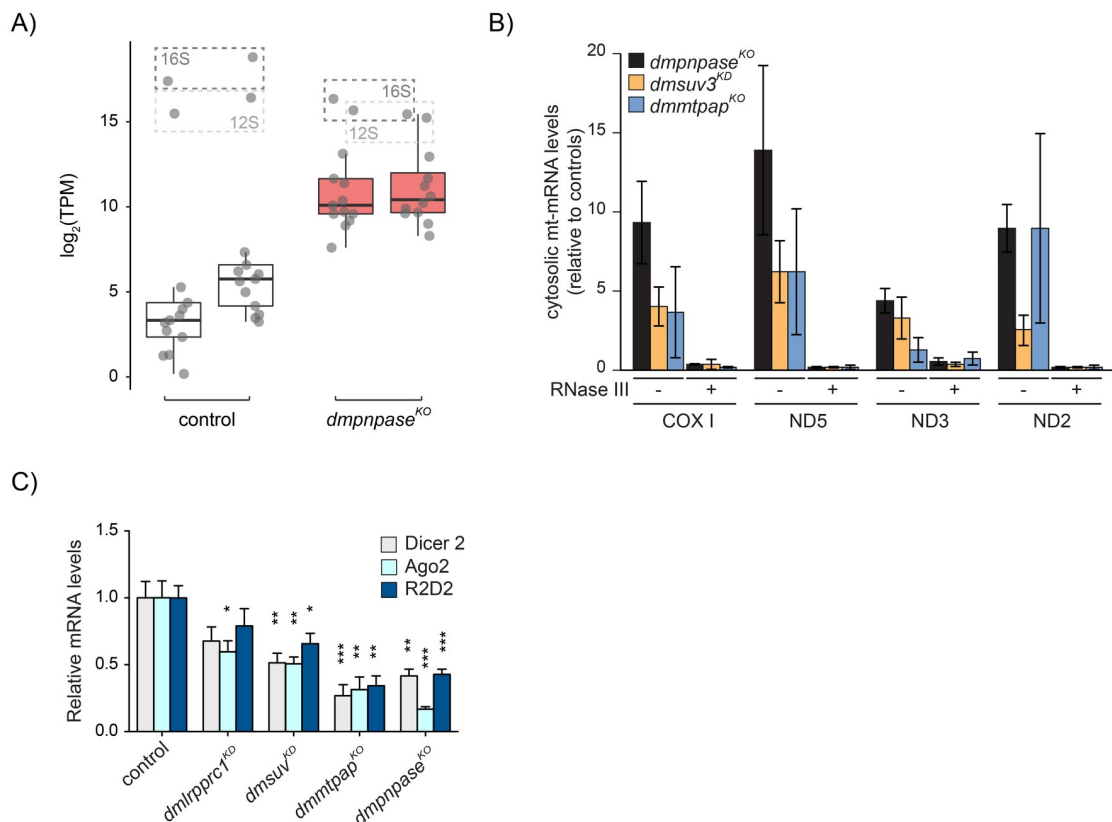 A)
log₂(TPM)
15
10
5
0
16S
12S
16S
12S
control
dmpnpaseᴷᴼ
B)
cytosolic mt-mRNA levels
(relative to controls)
20
15
10
5
0
dmpnpaseᴷᴼ
dmsuv3ᴷᴰ
dmmtpapᴷᴼ
RNase III - + - + - + - +
COX I ND5 ND3 ND2
C)
Relative mRNA levels
1.5
1.0
0.5
0.0
Dicer 2
Ago2
R2D2
* ** ** * *** ** ** ** *** ***
control dmlrpprc1ᴷᴰ dmsuvᴷᴰ dmmtpapᴷᴼ dmpnpaseᴷᴼ